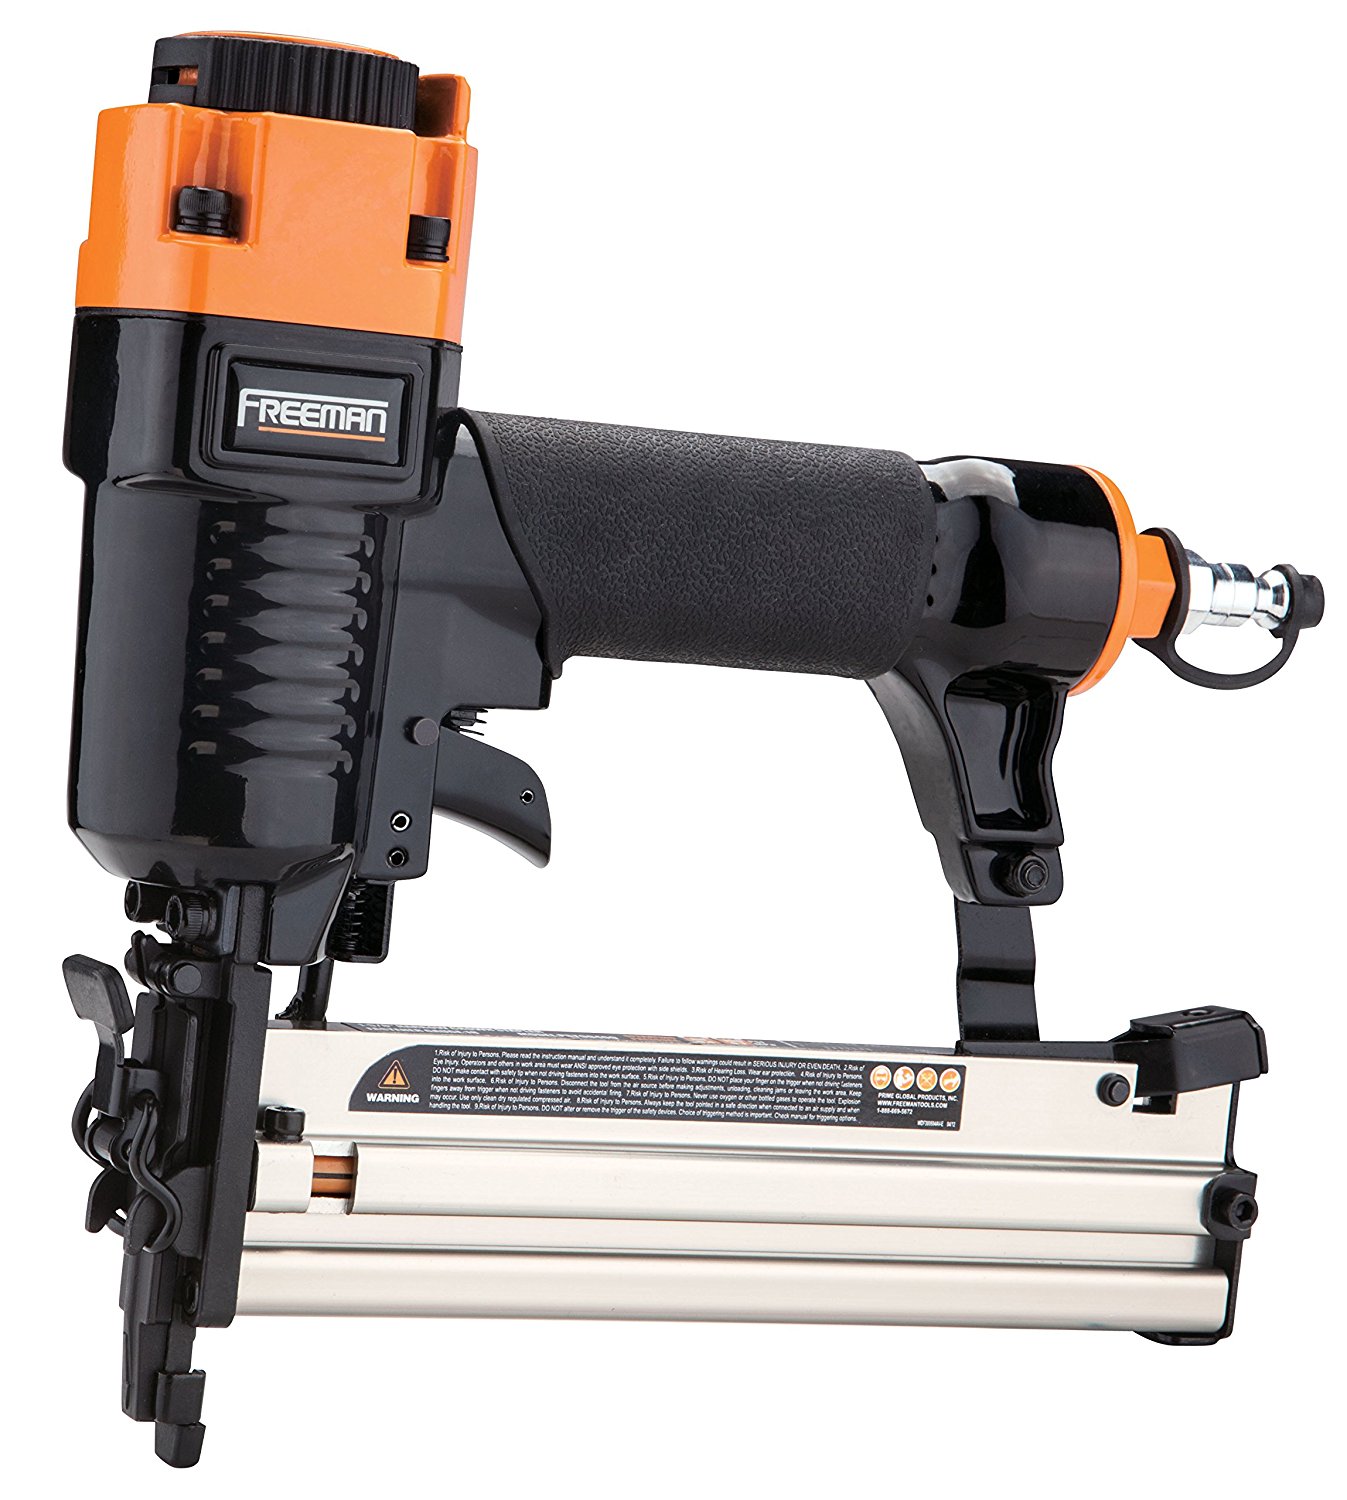 FREEMAN
WARNING
1.Risk of Injury to Persons. Please read the instruction manual and understand it completely. Failure to follow warnings could result in SERIOUS INJURY OR EVEN DEATH. 2.Risk of
Eye Injury. Operators and others in work area must wear ANSI approved eye protection with side shields. 3.Risk of Hearing Loss. Wear ear protection. 4.Risk of Injury to Persons.
DO NOT make contact with safety tip when not driving fasteners into the work surface. 5.Risk of Injury to Persons. DO NOT place your finger on the trigger when not driving fasteners
into the work surface. 6.Risk of Injury to Persons. Disconnect the tool from the air source before making adjustments, unloading, clearing jams or leaving the work area. Keep
fingers away from trigger when not driving fasteners to avoid accidental firing. 7.Risk of Injury to Persons. Never use oxygen or other bottled gases to operate the tool. Explosion
may occur. Use only clean dry regulated compressed air. 8.Risk of Injury to Persons. Always keep the tool pointed in a safe direction when connected to an air supply and when
handling the tool. 9.Risk of Injury to Persons. DO NOT alter or remove the trigger of the safety devices. Choice of triggering method is important. Check manual for triggering options.
PRIME GLOBAL PRODUCTS, INC.
WWW.FREEMANTOOLS.COM
1-888-669-5672